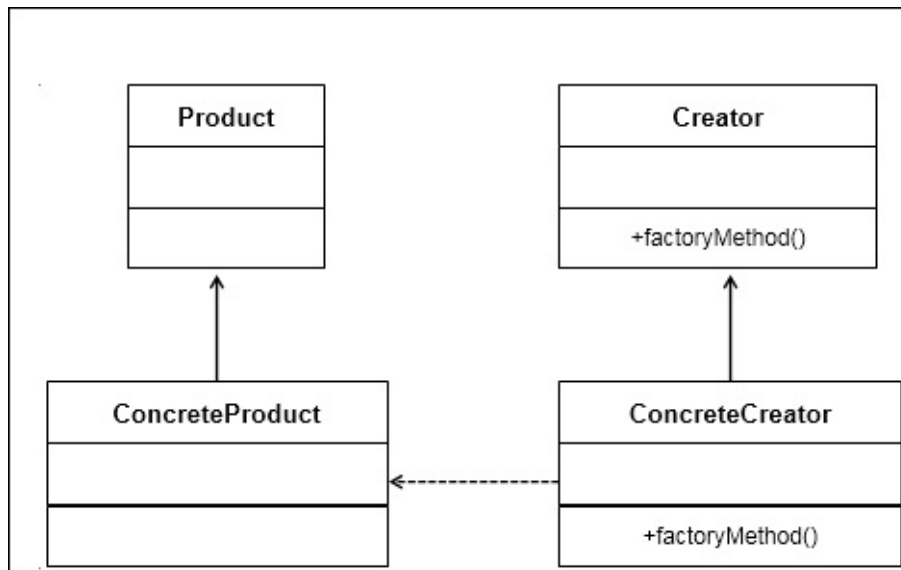 Product
Creator
+factoryMethod()
ConcreteProduct
ConcreteCreator
+factoryMethod()